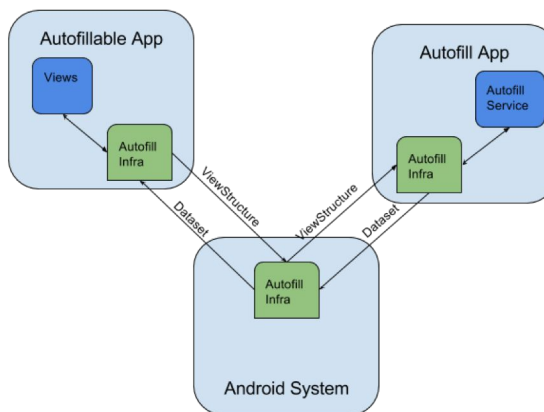 Autofillable App
Views
Autofill
Infra
ViewStructure
Dataset
Autofill App
Autofill
Service
Autofill
Infra
ViewStructure
Dataset
Autofill
Infra
Android System